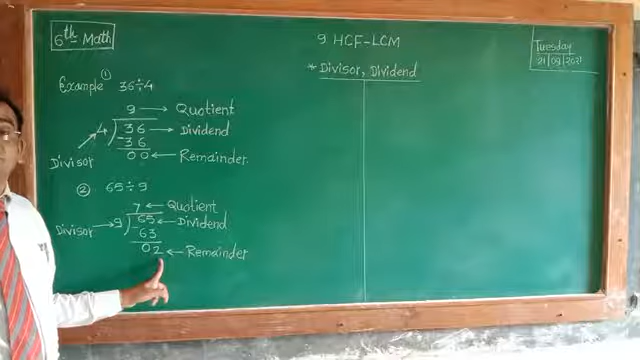 6th Math
9 HCF-LCM
Tuesday
21/09/2021
* Divisor, Dividend
Example ① 36÷4
9 → Quotient
4 ) 36 → Dividend
-36
00 ← Remainder
Divisor
② 65÷9
7 ← Quotient
Divisor → 9 ) 65 ← Dividend
-63
02 ← Remainder